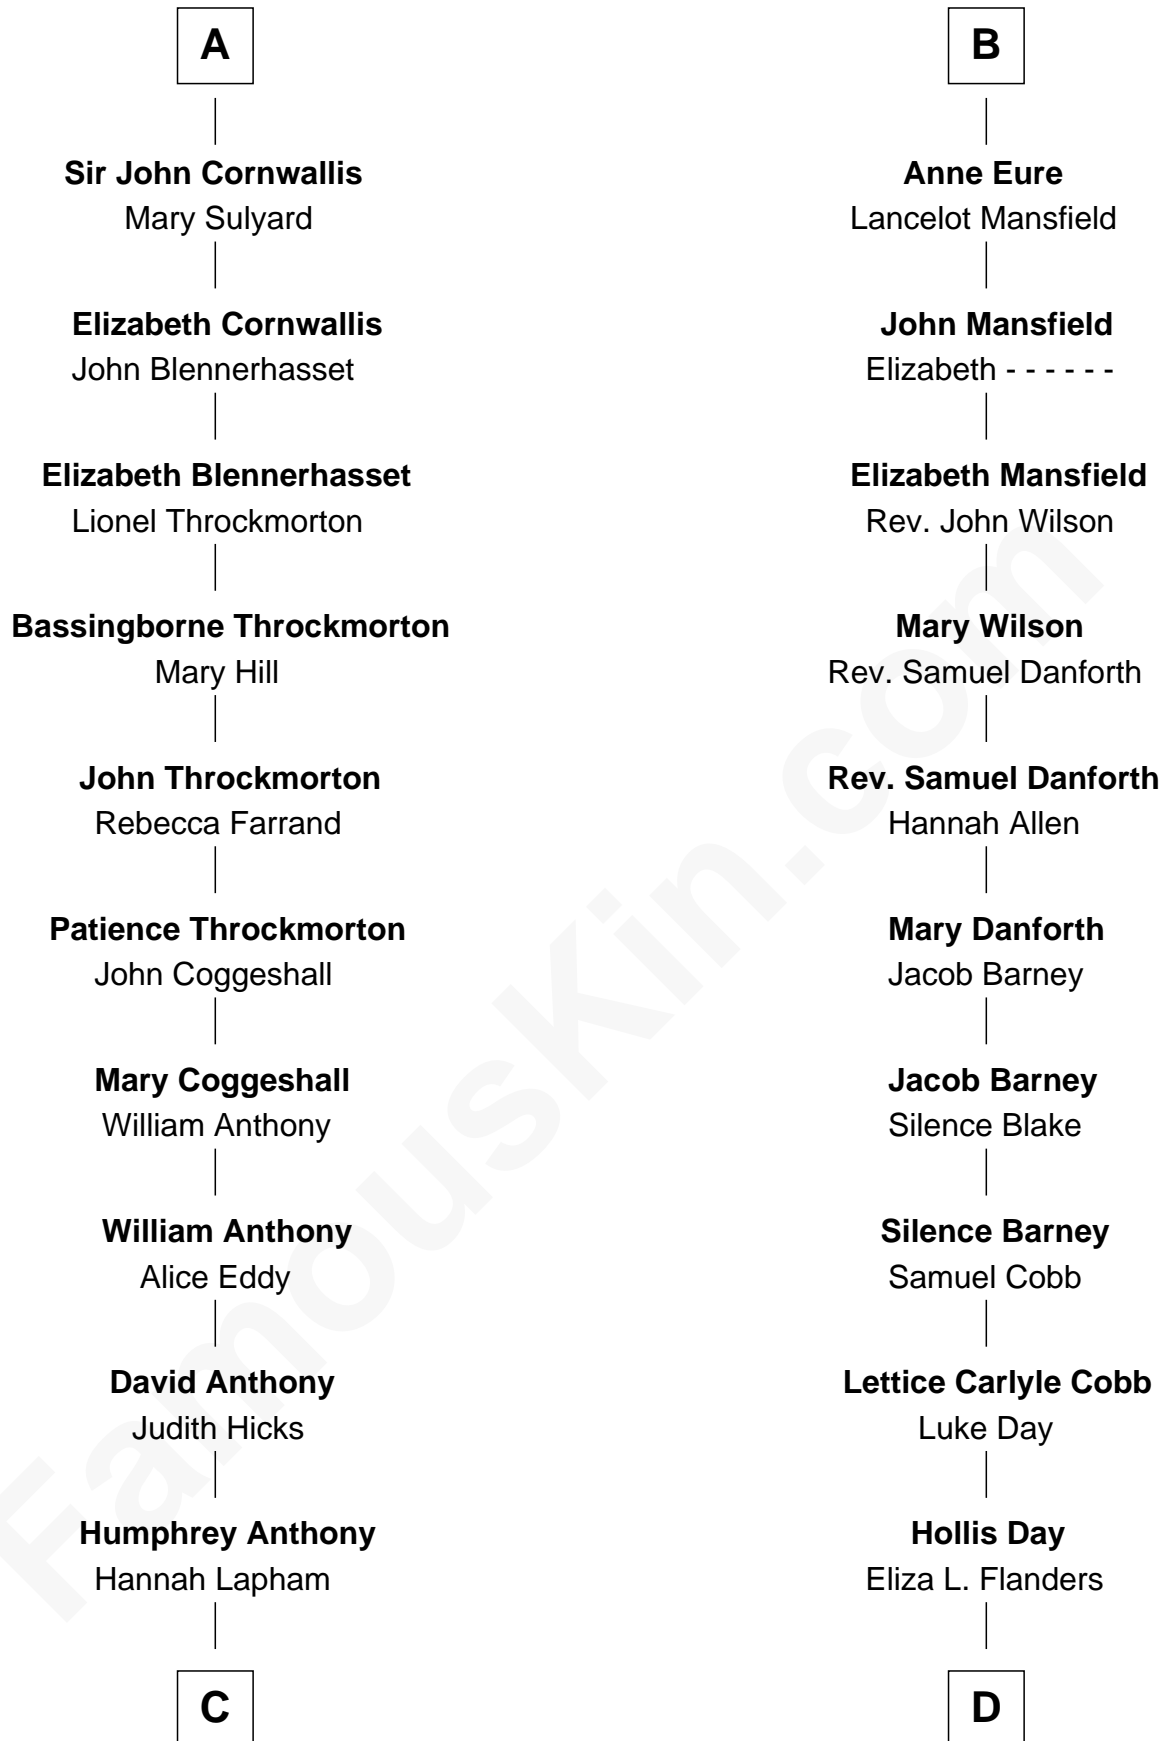 A
Sir John Cornwallis
Mary Sulyard
Elizabeth Cornwallis
John Blennerhasset
Elizabeth Blennerhasset
Lionel Throckmorton
Bassingborne Throckmorton
Mary Hill
John Throckmorton
Rebecca Farrand
Patience Throckmorton
John Coggeshall
Mary Coggeshall
William Anthony
William Anthony
Alice Eddy
David Anthony
Judith Hicks
Humphrey Anthony
Hannah Lapham
C
B
Anne Eure
Lancelot Mansfield
John Mansfield
Elizabeth - - - - - -
Elizabeth Mansfield
Rev. John Wilson
Mary Wilson
Rev. Samuel Danforth
Rev. Samuel Danforth
Hannah Allen
Mary Danforth
Jacob Barney
Jacob Barney
Silence Blake
Silence Barney
Samuel Cobb
Lettice Carlyle Cobb
Luke Day
Hollis Day
Eliza L. Flanders
D
FamousKin.com